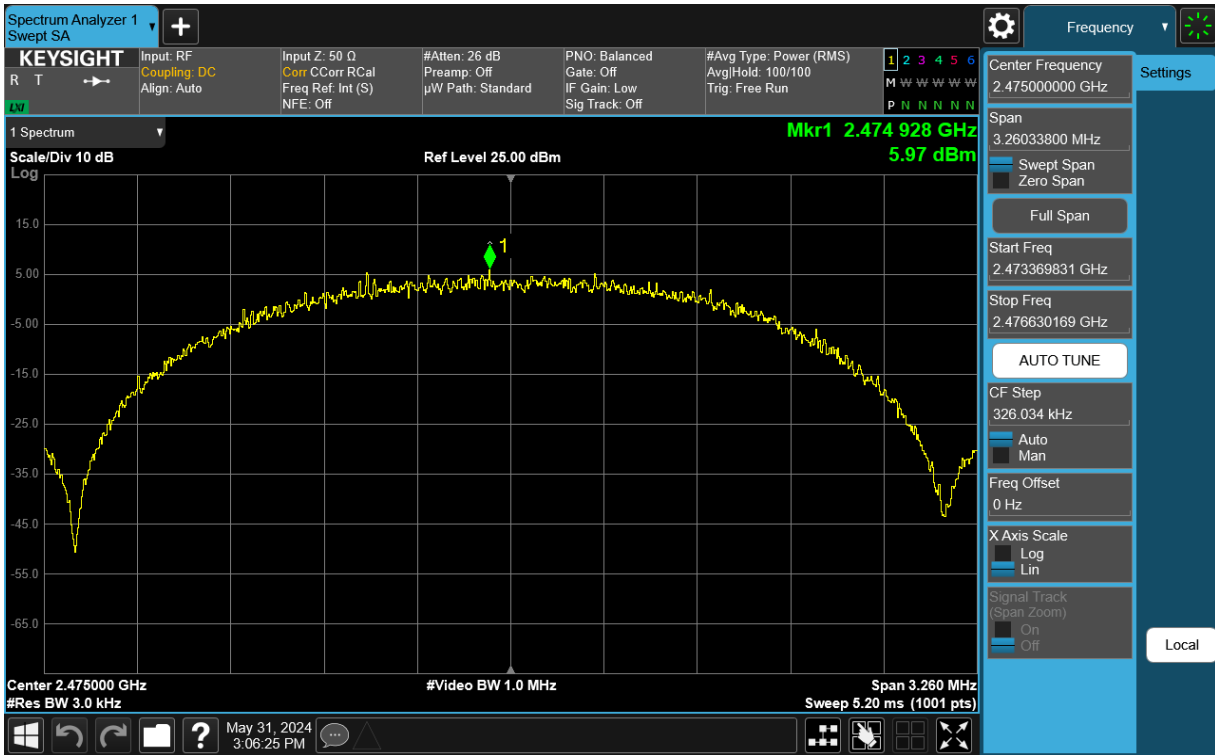 Spectrum Analyzer 1
Swept SA
+
Frequency
KEYSIGHT
R T
LXI
Input: RF
Coupling: DC
Align: Auto
Input Z: 50 Ω
Corr CCorr RCal
Freq Ref: Int (S)
NFE: Off
#Atten: 26 dB
Preamp: Off
µW Path: Standard
PNO: Balanced
Gate: Off
IF Gain: Low
Sig Track: Off
#Avg Type: Power (RMS)
Avg|Hold: 100/100
Trig: Free Run
1 2 3 4 5 6
M W W W W W
P N N N N N
1 Spectrum
Scale/Div 10 dB
Log
Ref Level 25.00 dBm
Mkr1 2.474 928 GHz
5.97 dBm
15.0
5.00
-5.00
-15.0
-25.0
-35.0
-45.0
-55.0
-65.0
1
Center 2.475000 GHz
#Res BW 3.0 kHz
#Video BW 1.0 MHz
Span 3.260 MHz
Sweep 5.20 ms (1001 pts)
Center Frequency
2.475000000 GHz
Settings
Span
3.26033800 MHz
Swept Span
Zero Span
Full Span
Start Freq
2.473369831 GHz
Stop Freq
2.476630169 GHz
AUTO TUNE
CF Step
326.034 kHz
Auto
Man
Freq Offset
0 Hz
X Axis Scale
Log
Lin
Signal Track
(Span Zoom)
On
Off
Local
?
May 31, 2024
3:06:25 PM